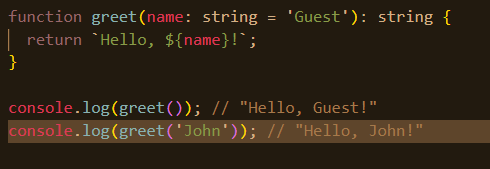 function greet(name: string = 'Guest'): string {
  return `Hello, ${name}!`;
}

console.log(greet()); // "Hello, Guest!"
console.log(greet('John')); // "Hello, John!"